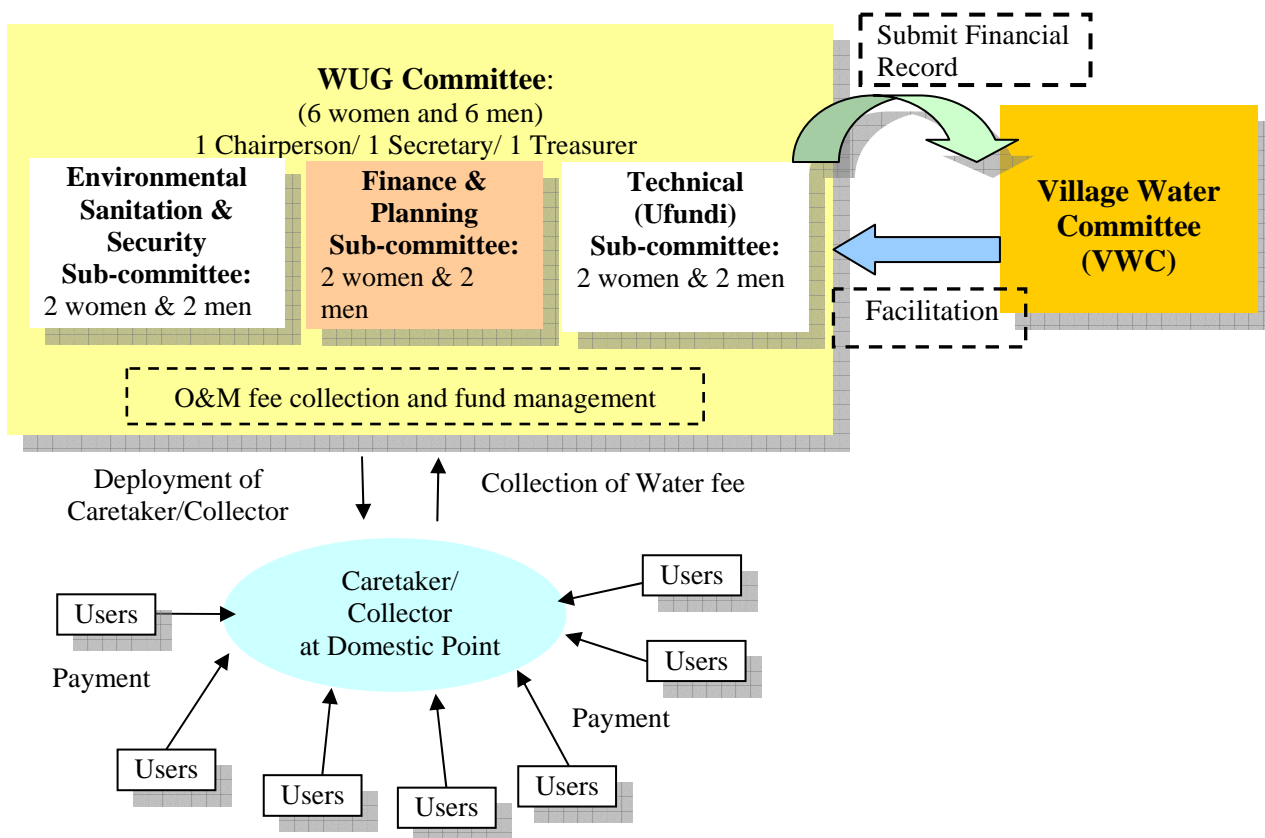 Submit Financial
Record
WUG Committee:
(6 women and 6 men)
1 Chairperson/ 1 Secretary/ 1 Treasurer
Environmental
Sanitation &
Security
Sub-committee:
2 women & 2 men
Finance &
Planning
Sub-committee:
2 women & 2
men
Technical
(Ufundi)
Sub-committee:
2 women & 2 men
Village Water
Committee
(VWC)
Facilitation
O&M fee collection and fund management
Deployment of
Caretaker/Collector
Collection of Water fee
Caretaker/
Collector
at Domestic Point
Users
Users
Users
Payment
Users
Payment
Users
Users
Users
Users